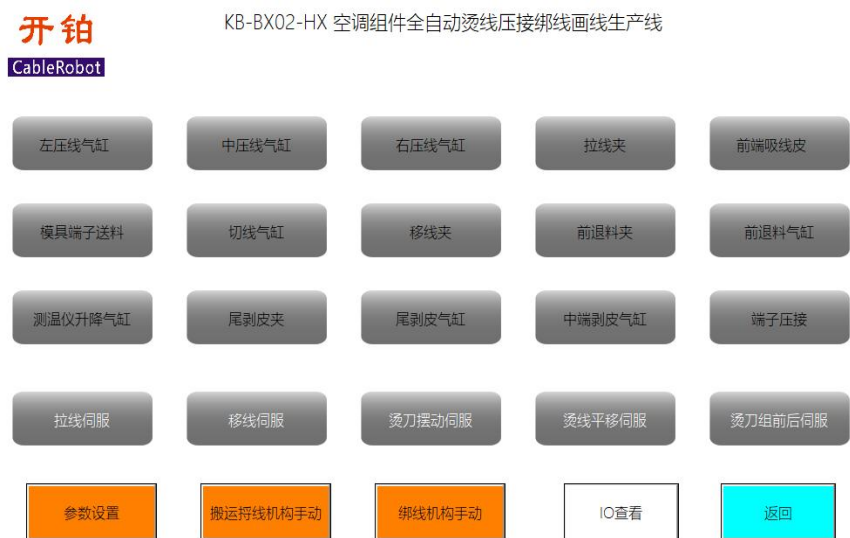 开铂
CableRobot
KB-BX02-HX 空调组件全自动烫线压接绑线画线生产线
左压线气缸
中压线气缸
右压线气缸
拉线夹
前端吸线皮
模具端子送料
切线气缸
移线夹
前退料夹
前退料气缸
测温仪升降气缸
尾剥皮夹
尾剥皮气缸
中端剥皮气缸
端子压接
拉线伺服
移线伺服
烫刀摆动伺服
烫线平移伺服
烫刀组前后伺服
参数设置
搬运捋线机构手动
绑线机构手动
IO查看
返回